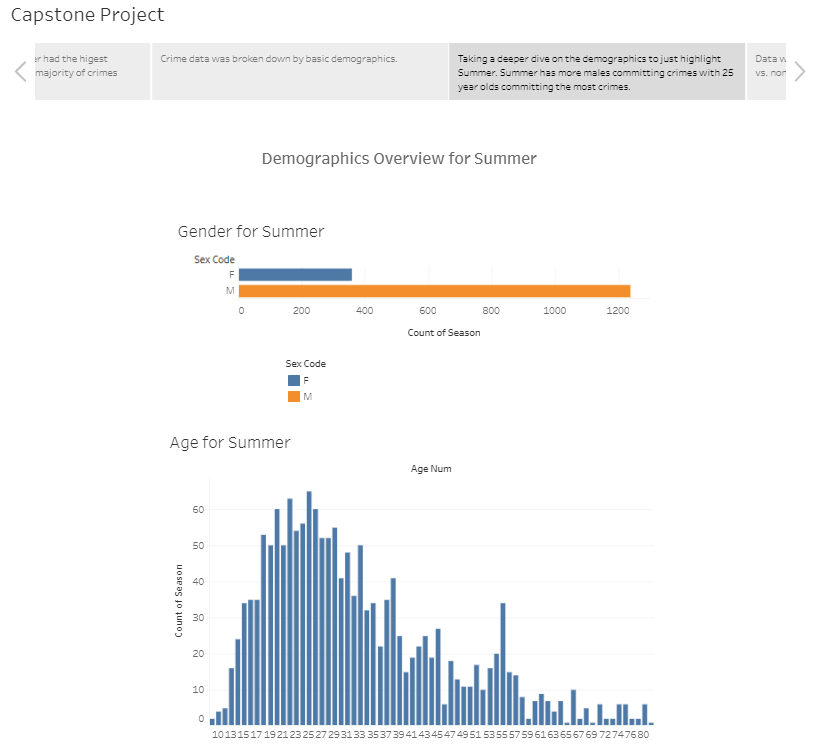 Capstone Project
er had the higest
majority of crimes
Crime data was broken down by basic demographics.
Taking a deeper dive on the demographics to just highlight
Summer. Summer has more males committing crimes with 25
year olds committing the most crimes.
Data w
vs. nor
Demographics Overview for Summer
Gender for Summer
Sex Code
F
M
0 200 400 600 800 1000 1200
Count of Season
Sex Code
F
M
Age for Summer
Age Num
60
50
40
30
20
10
0
Count of Season
10 13 15 17 19 21 23 25 27 29 31 33 35 37 39 41 43 45 47 49 51 53 55 57 59 61 63 65 67 69 72 74 76 80